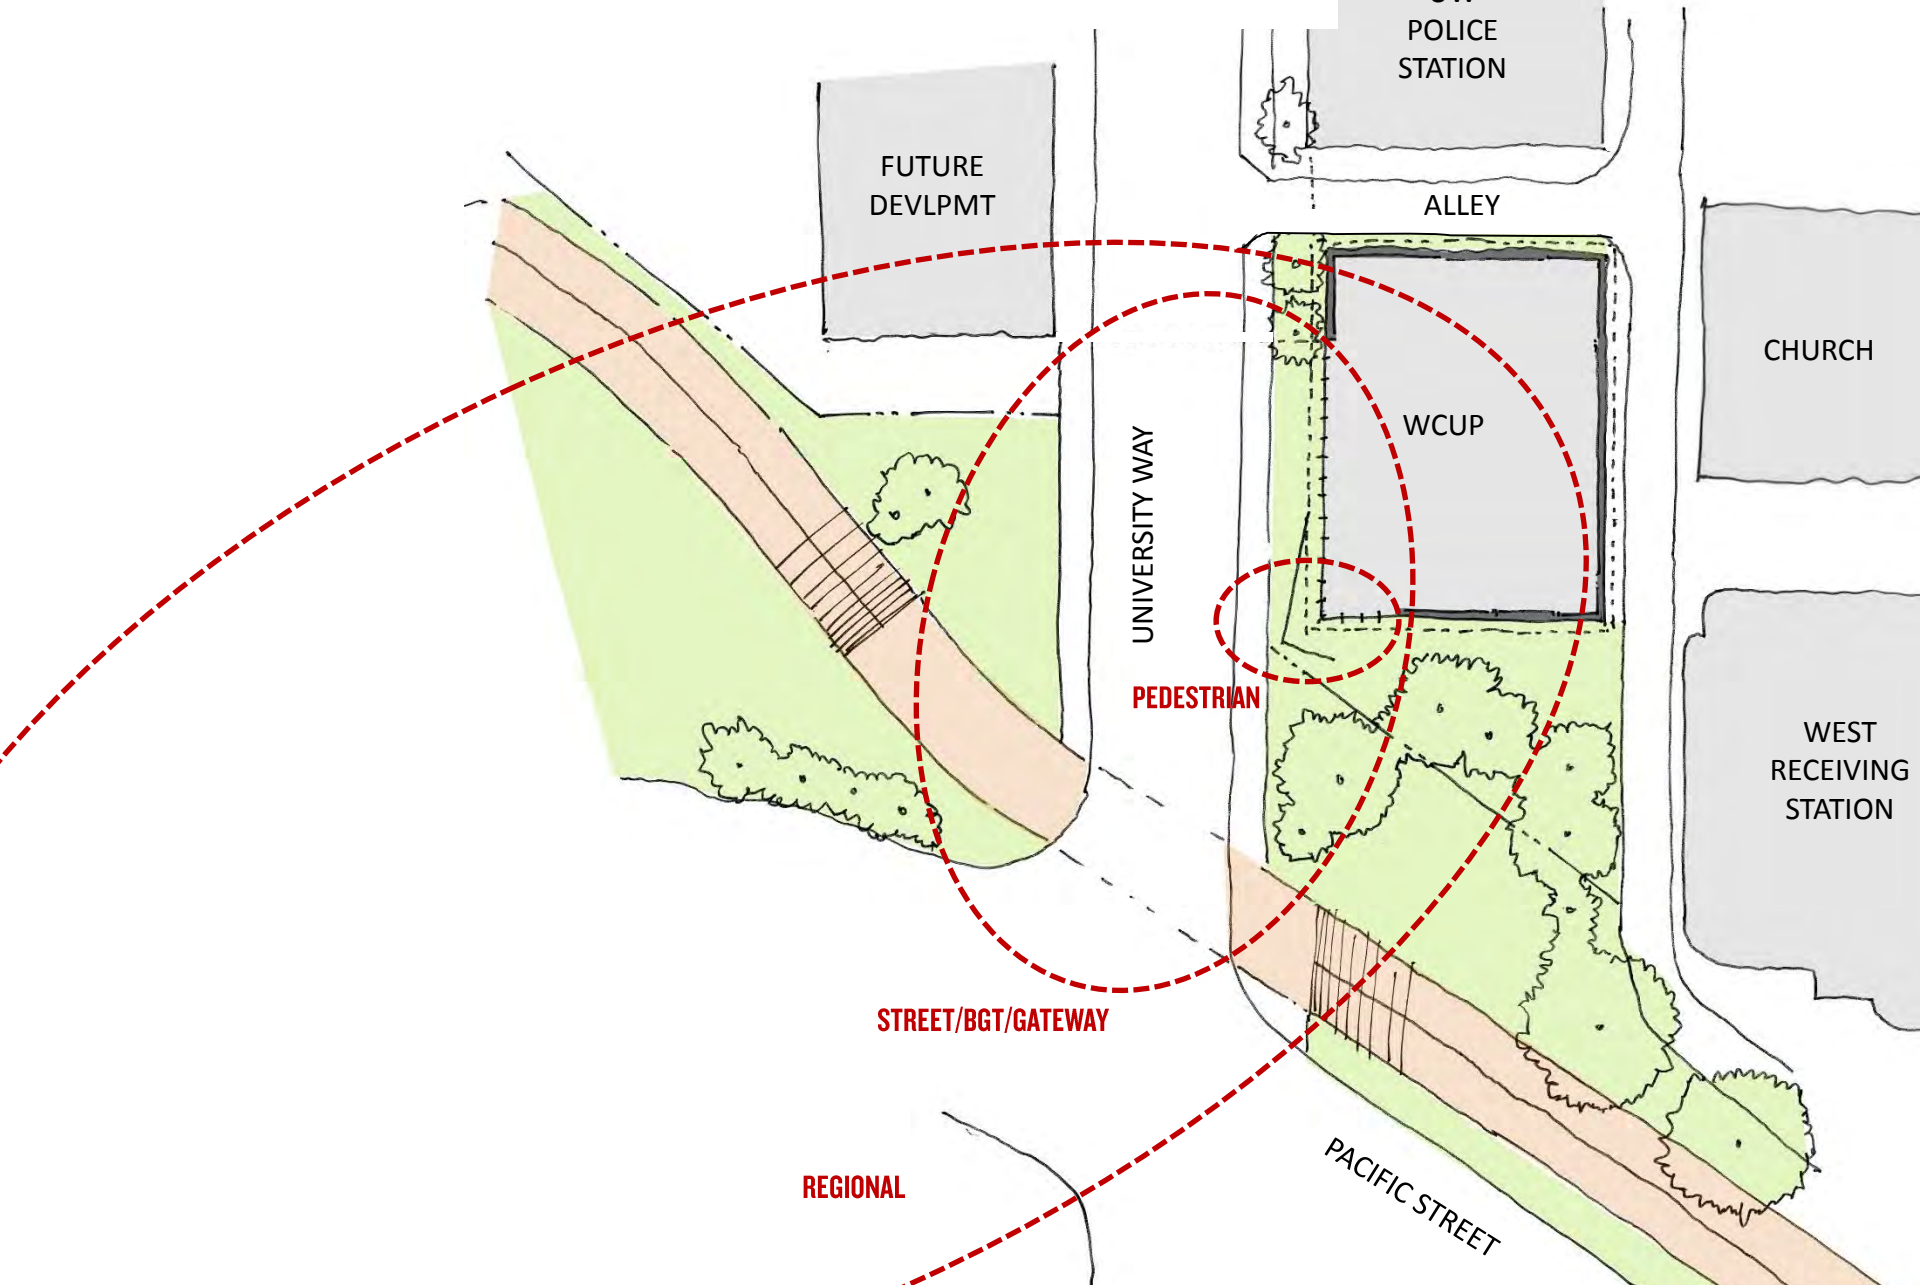 POLICE
STATION
FUTURE
DEVLPMT
ALLEY
CHURCH
WCUP
UNIVERSITY WAY
PEDESTRIAN
WEST
RECEIVING
STATION
STREET/BGT/GATEWAY
REGIONAL
PACIFIC STREET